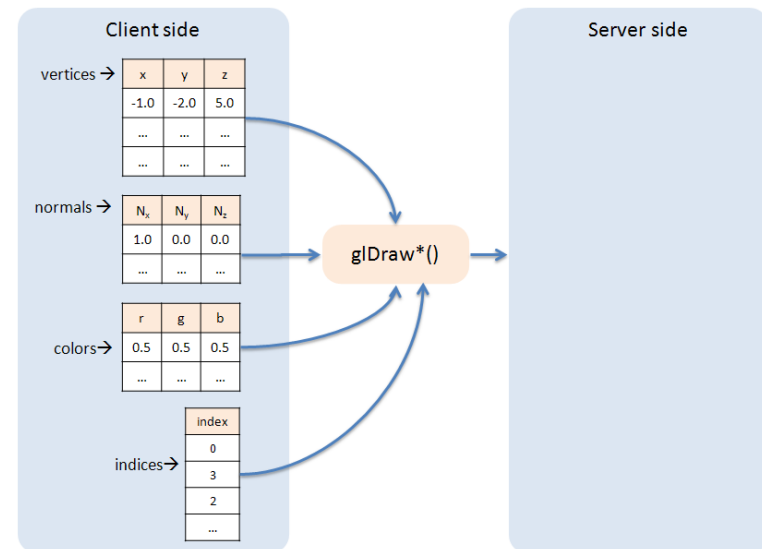 Client side
Server side
vertices →
x y z
-1.0 -2.0 5.0
... ... ...
... ... ...
normals →
Nx Ny Nz
1.0 0.0 0.0
... ... ...
glDraw*()
r g b
colors→
0.5 0.5 0.5
... ... ...
index
0
indices→
3
2
...